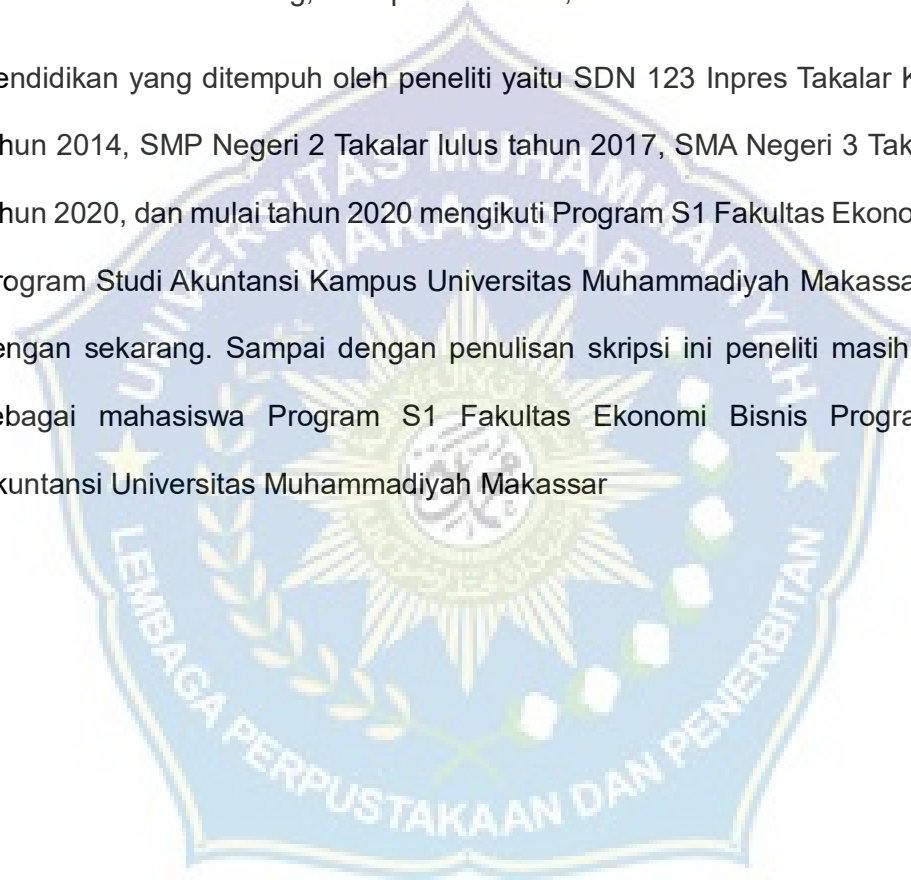 endidikan yang ditempuh oleh peneliti yaitu SDN 123 Inpres Takalar K
hun 2014, SMP Negeri 2 Takalar lulus tahun 2017, SMA Negeri 3 Tak
hun 2020, dan mulai tahun 2020 mengikuti Program S1 Fakultas Ekono
rogram Studi Akuntansi Kampus Universitas Muhammadiyah Makassa
engan sekarang. Sampai dengan penulisan skripsi ini peneliti masih
ebagai mahasiswa Program S1 Fakultas Ekonomi Bisnis Progra
kuntansi Universitas Muhammadiyah Makassar
UNIVERSITAS MUHAMMADIYAH
MAKASSAR
LEMBAGA PERPUSTAKAAN DAN PENERBITAN